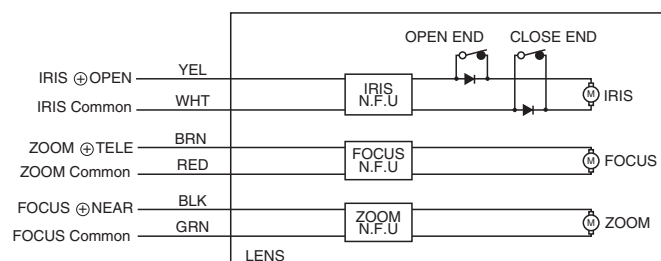 OPEN END CLOSE END
IRIS ⊕OPEN YEL
IRIS N.F.U
M IRIS
IRIS Common WHT
ZOOM ⊕TELE BRN
FOCUS N.F.U
M FOCUS
ZOOM Common RED
FOCUS ⊕NEAR BLK
ZOOM N.F.U
M ZOOM
FOCUS Common GRN
LENS